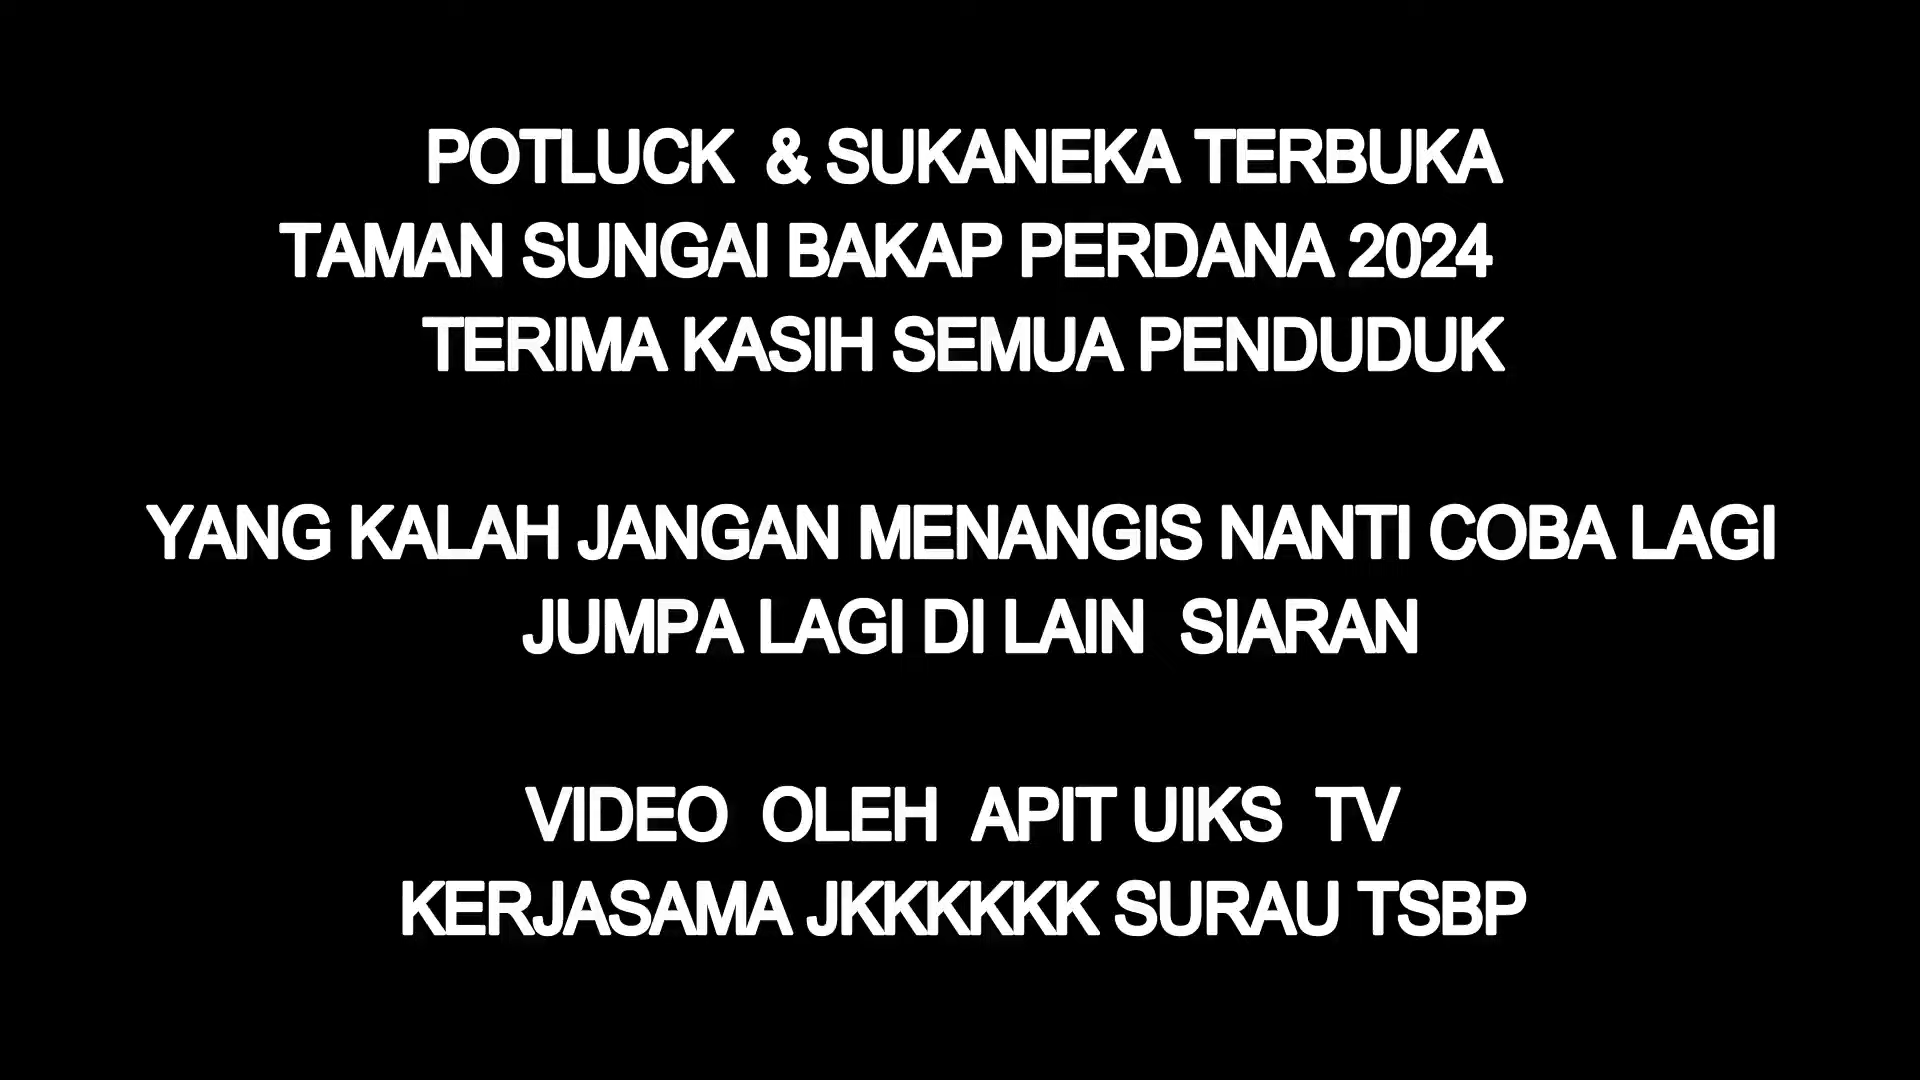 POTLUCK & SUKANEKA TERBUKA
TAMAN SUNGAI BAKAP PERDANA 2024
TERIMA KASIH SEMUA PENDUDUK
YANG KALAH JANGAN MENANGIS NANTI COBA LAGI
JUMPA LAGI DI LAIN SIARAN
VIDEO OLEH APIT UIKS TV
KERJASAMA JKKKKKK SURAU TSBP